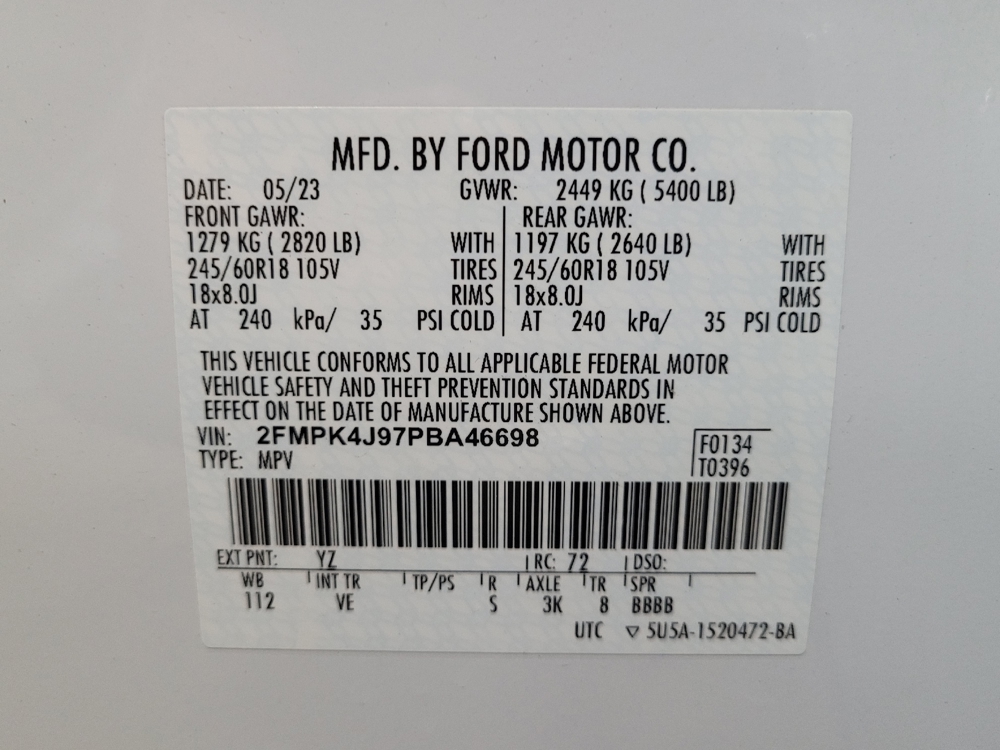 MFD. BY FORD MOTOR CO.
DATE: 05/23 GVWR: 2449 KG ( 5400 LB)
FRONT GAWR: REAR GAWR:
1279 KG ( 2820 LB) WITH 1197 KG ( 2640 LB) WITH
245/60R18 105V TIRES 245/60R18 105V TIRES
18x8.0J RIMS 18x8.0J RIMS
AT 240 kPa/ 35 PSI COLD AT 240 kPa/ 35 PSI COLD
THIS VEHICLE CONFORMS TO ALL APPLICABLE FEDERAL MOTOR
VEHICLE SAFETY AND THEFT PREVENTION STANDARDS IN
EFFECT ON THE DATE OF MANUFACTURE SHOWN ABOVE.
VIN: 2FMPK4J97PBA46698 F0134
TYPE: MPV T0396
EXT PNT: YZ RC: 72 DSO:
WB INT TR TP/PS R AXLE TR SPR
112 VE S 3K 8 BBBB
UTC ▽ 5U5A-1520472-BA